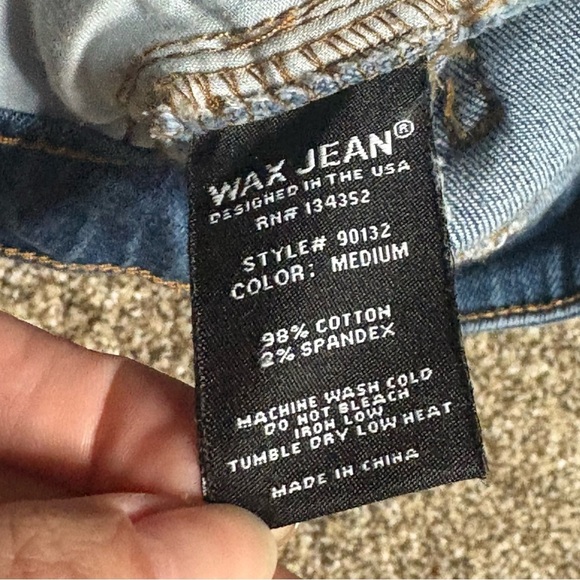 WAX JEAN®
DESIGNED IN THE USA
RN# 134352
STYLE# 90132
COLOR: MEDIUM
98% COTTON
2% SPANDEX
MACHINE WASH COLD
DO NOT BLEACH
IRON LOW
TUMBLE DRY LOW HEAT
MADE IN CHINA